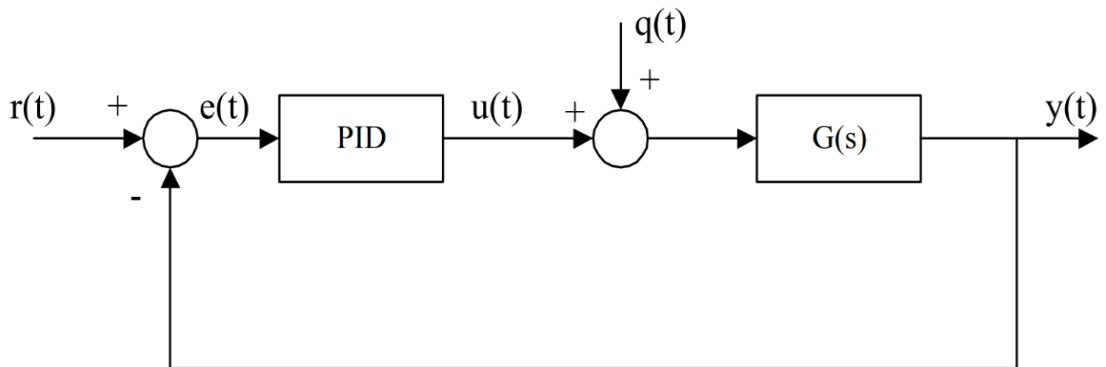 q(t)
+
r(t)
+
e(t)
PID
u(t)
+
G(s)
y(t)
-